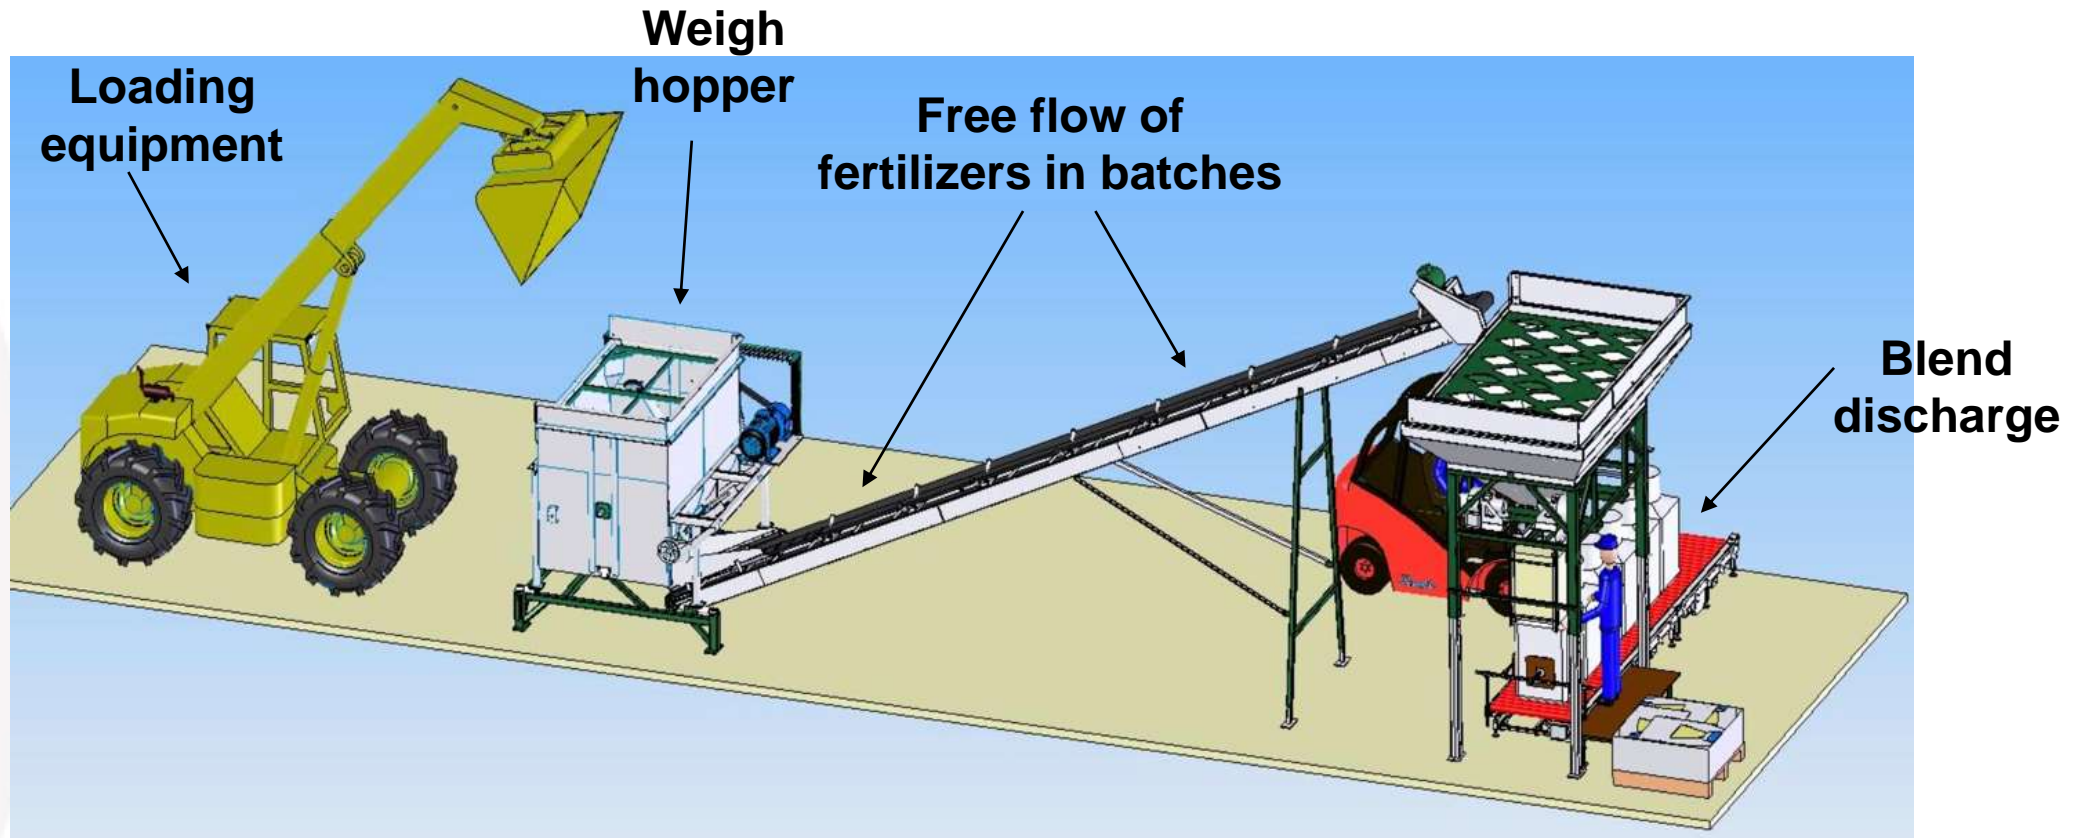 Weigh
hopper
Loading
equipment
Free flow of
fertilizers in batches
Blend
discharge